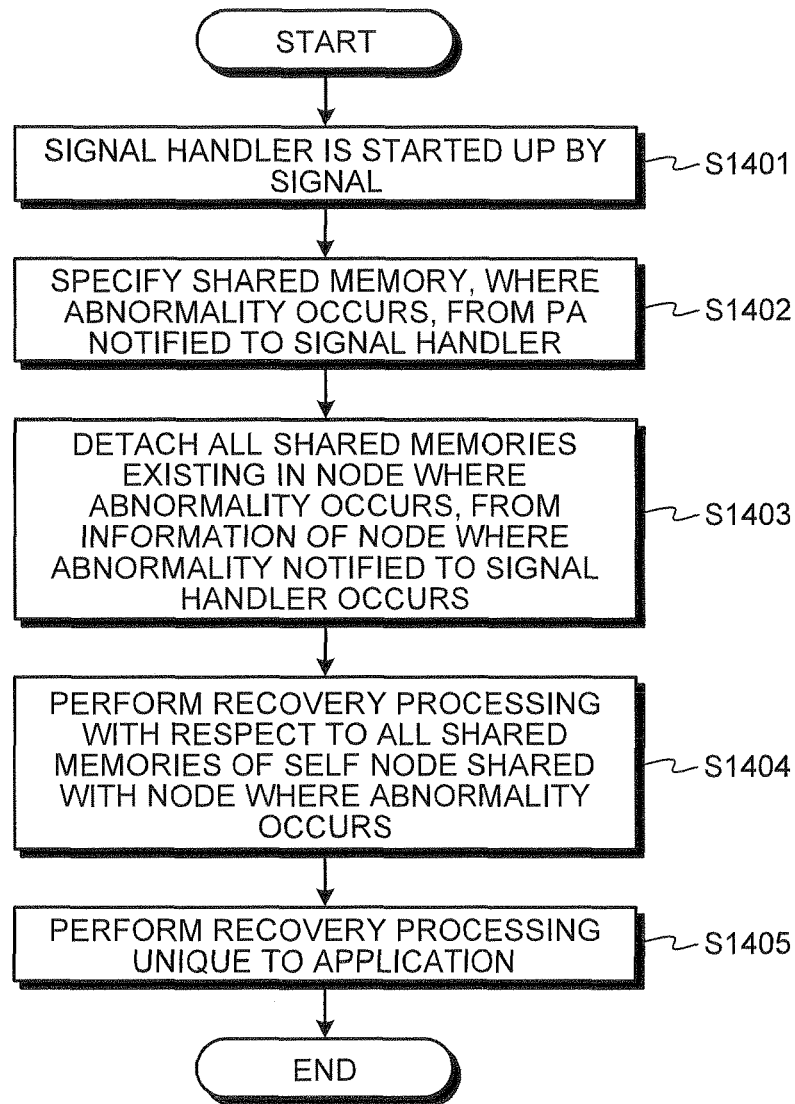 START
SIGNAL HANDLER IS STARTED UP BY
SIGNAL
S1401
SPECIFY SHARED MEMORY, WHERE
ABNORMALITY OCCURS, FROM PA
NOTIFIED TO SIGNAL HANDLER
S1402
DETACH ALL SHARED MEMORIES
EXISTING IN NODE WHERE
ABNORMALITY OCCURS, FROM
INFORMATION OF NODE WHERE
ABNORMALITY NOTIFIED TO SIGNAL
HANDLER OCCURS
S1403
PERFORM RECOVERY PROCESSING
WITH RESPECT TO ALL SHARED
MEMORIES OF SELF NODE SHARED
WITH NODE WHERE ABNORMALITY
OCCURS
S1404
PERFORM RECOVERY PROCESSING
UNIQUE TO APPLICATION
S1405
END